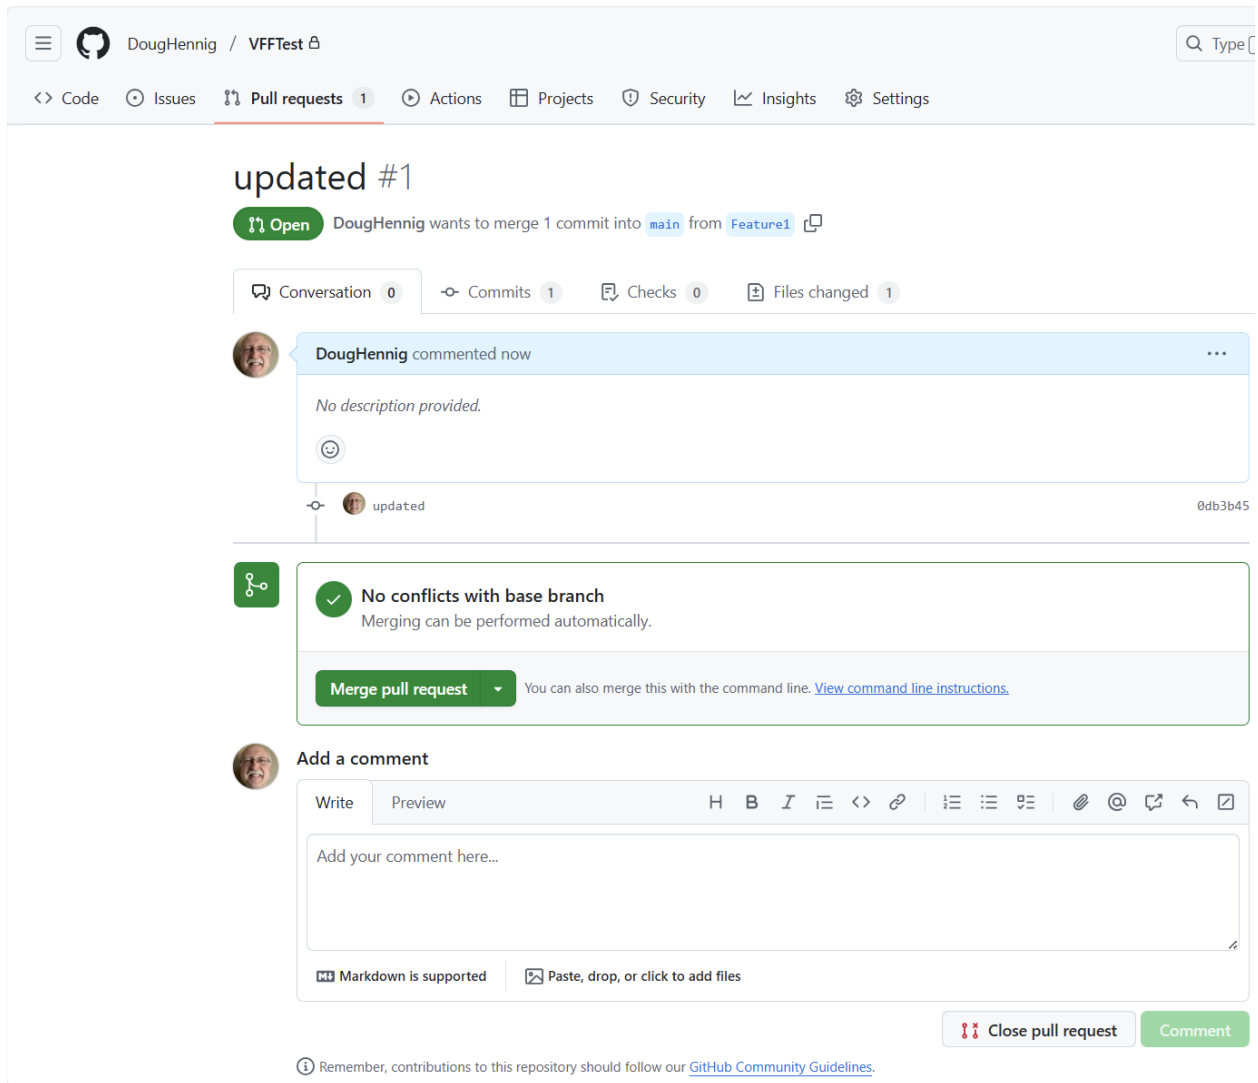 DougHennig / VFFTest
Type
Code Issues Pull requests 1 Actions Projects Security Insights Settings
updated #1
Open DougHennig wants to merge 1 commit into main from Feature1
Conversation 0 Commits 1 Checks 0 Files changed 1
DougHennig commented now
No description provided.
updated 0db3b45
No conflicts with base branch
Merging can be performed automatically.
Merge pull request You can also merge this with the command line. View command line instructions.
Add a comment
Write Preview H B I
Add your comment here...
Markdown is supported Paste, drop, or click to add files
Close pull request Comment
Remember, contributions to this repository should follow our GitHub Community Guidelines.